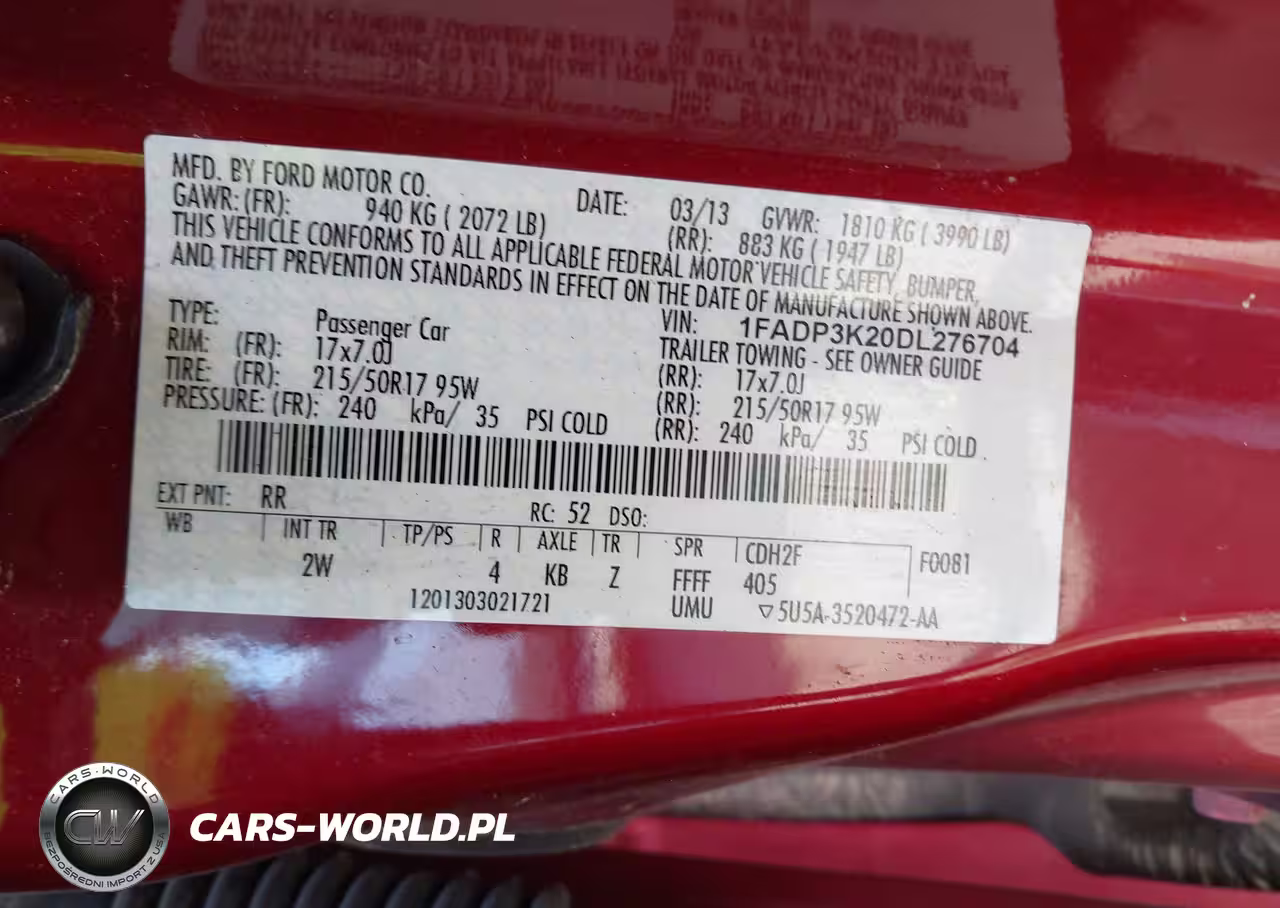 MFD. BY FORD MOTOR CO. DATE: 03/13 GVWR: 1810 KG ( 3990 LB)
GAWR: (FR): 940 KG ( 2072 LB) (RR): 883 KG ( 1947 LB)
THIS VEHICLE CONFORMS TO ALL APPLICABLE FEDERAL MOTOR VEHICLE SAFETY, BUMPER,
AND THEFT PREVENTION STANDARDS IN EFFECT ON THE DATE OF MANUFACTURE SHOWN ABOVE.
VIN: 1FADP3K20DL276704
TYPE: Passenger Car TRAILER TOWING - SEE OWNER GUIDE
RIM: (FR): 17x7.0J (RR): 17x7.0J
TIRE: (FR): 215/50R17 95W (RR): 215/50R17 95W
PRESSURE: (FR): 240 kPa/ 35 PSI COLD (RR): 240 kPa/ 35 PSI COLD
EXT PNT: RR RC: 52 DSO:
WB INT TR TP/PS R AXLE TR SPR CDH2F F0081
2W 4 KB Z FFFF 405
1201303021721 UMU ▽5U5A-3520472-AA
CARS-WORLD
CW
BEZPOŚREDNI IMPORT Z USA
CARS-WORLD.PL